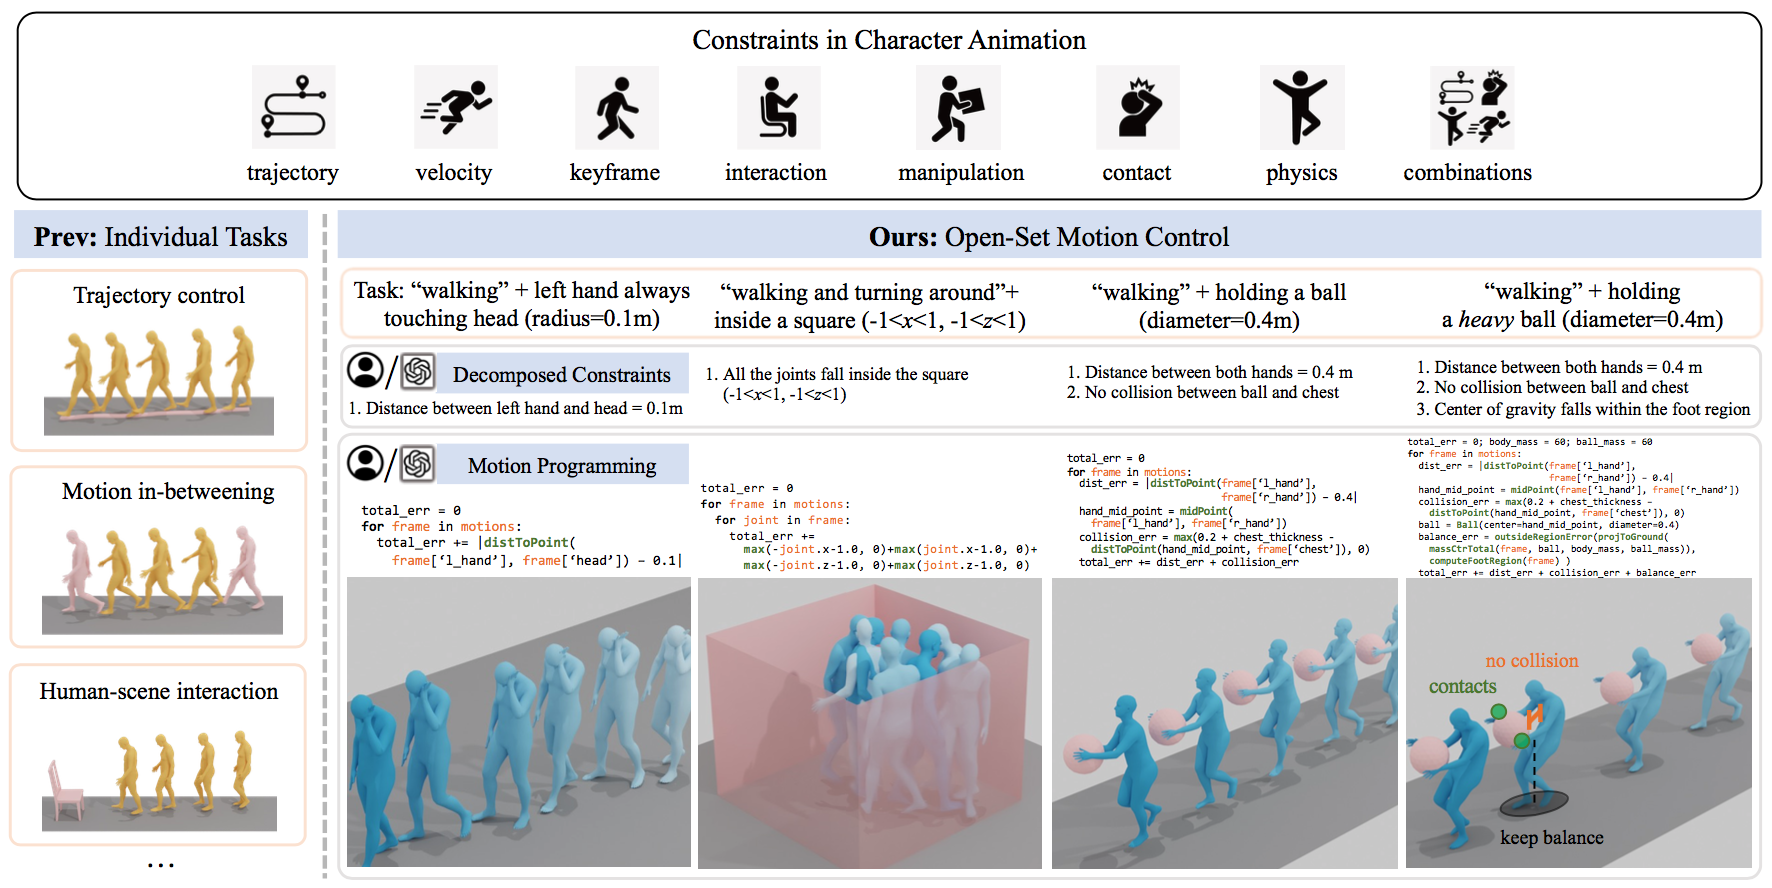 Constraints in Character Animation
trajectory
velocity
keyframe
interaction
manipulation
contact
physics
combinations
Prev: Individual Tasks
Trajectory control
Motion in-betweening
Human-scene interaction
...
Ours: Open-Set Motion Control
Task: “walking” + left hand always
touching head (radius=0.1m)
“walking and turning around”+
inside a square (-1<x<1, -1<z<1)
“walking” + holding a ball
(diameter=0.4m)
“walking” + holding
a heavy ball (diameter=0.4m)
Decomposed Constraints
1. Distance between left hand and head = 0.1m
1. All the joints fall inside the square
(-1<x<1, -1<z<1)
1. Distance between both hands = 0.4 m
2. No collision between ball and chest
1. Distance between both hands = 0.4 m
2. No collision between ball and chest
3. Center of gravity falls within the foot region
Motion Programming
total_err = 0
for frame in motions:
total_err += |distToPoint(
frame[‘l_hand’], frame[‘head’]) – 0.1|
total_err = 0
for frame in motions:
for joint in frame:
total_err +=
max(-joint.x-1.0, 0)+max(joint.x-1.0, 0)+
max(-joint.z-1.0, 0)+max(joint.z-1.0, 0)
total_err = 0
for frame in motions:
dist_err = |distToPoint(frame[‘l_hand’],
frame[‘r_hand’]) – 0.4|
hand_mid_point = midPoint(
frame[‘l_hand’], frame[‘r_hand’])
collision_err = max(0.2 + chest_thickness -
distToPoint(hand_mid_point, frame[‘chest’]), 0)
total_err += dist_err + collision_err
total_err = 0; body_mass = 60; ball_mass = 60
for frame in motions:
dist_err = |distToPoint(frame[‘l_hand’],
frame[‘r_hand’]) – 0.4|
hand_mid_point = midPoint(frame[‘l_hand’], frame[‘r_hand’])
collision_err = max(0.2 + chest_thickness -
distToPoint(hand_mid_point, frame[‘chest’]), 0)
ball = Ball(center=hand_mid_point, diameter=0.4)
balance_err = outsideRegionError(projToGround(
massCtrTotal(frame, ball, body_mass, ball_mass)),
computeFootRegion(frame) )
total_err += dist_err + collision_err + balance_err
no collision
contacts
keep balance